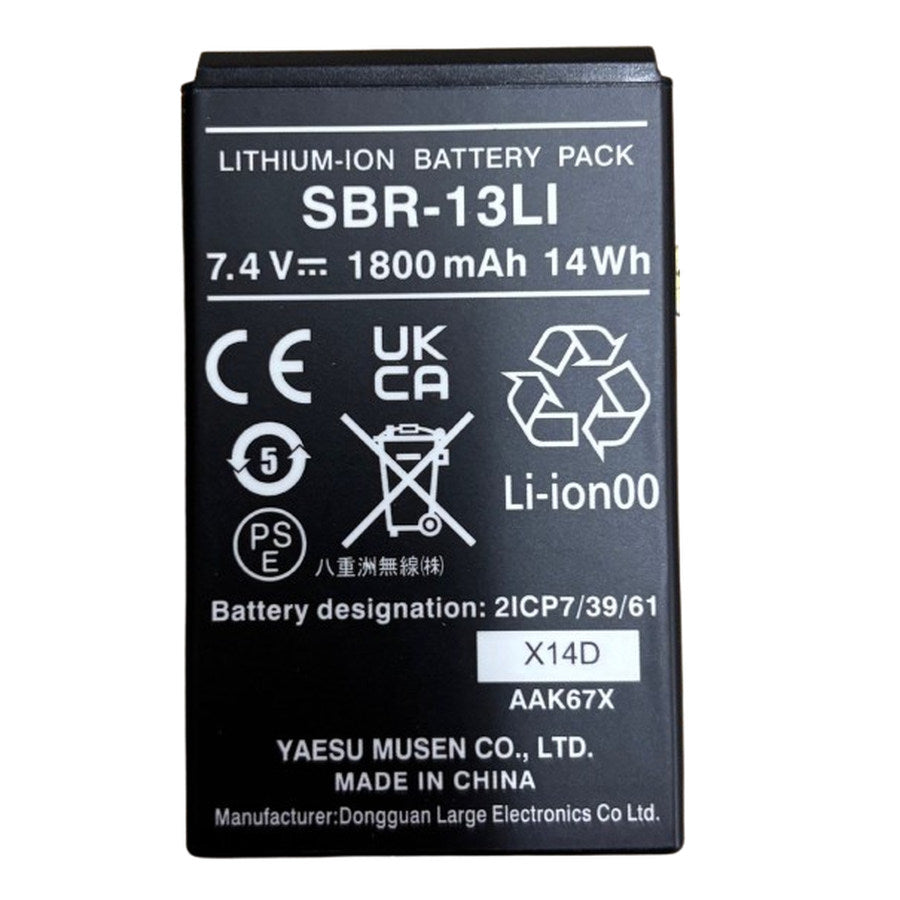 LITHIUM-ION BATTERY PACK
SBR-13LI
7.4 V⎓ 1800 mAh 14 Wh
CE
UK
CA
5
Li-ion00
PS
E
八重洲無線㈱
Battery designation: 2ICP7/39/61
X14D
AAK67X
YAESU MUSEN CO., LTD.
MADE IN CHINA
Manufacturer:Dongguan Large Electronics Co Ltd.